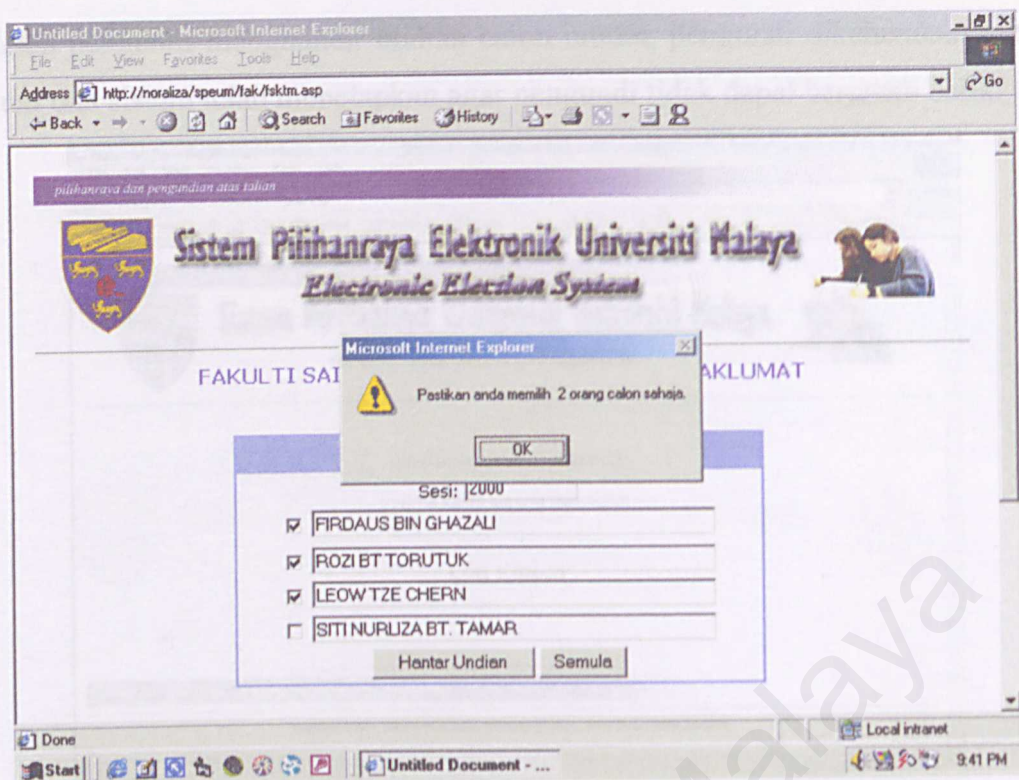 Untitled Document - Microsoft Internet Explorer
File Edit View Favorites Tools Help
Address http://noraliza/speum/fak/fsktm.asp Go
Back Search Favorites History
pilihanraya dan pengundian atas talian
Sistem Pilihanraya Elektronik Universiti Malaya
Electronic Election System
Microsoft Internet Explorer
FAKULTI SAI AKLUMAT
Pastikan anda memilih 2 orang calon sahaja.
OK
Sesi: 2000
FIRDAUS BIN GHAZALI
ROZI BT TORUTUK
LEOW TZE CHERN
SITI NURLIZA BT. TAMAR
Hantar Undian Semula
Done Local intranet
Start Untitled Document - ... 9:41 PM
Malaya